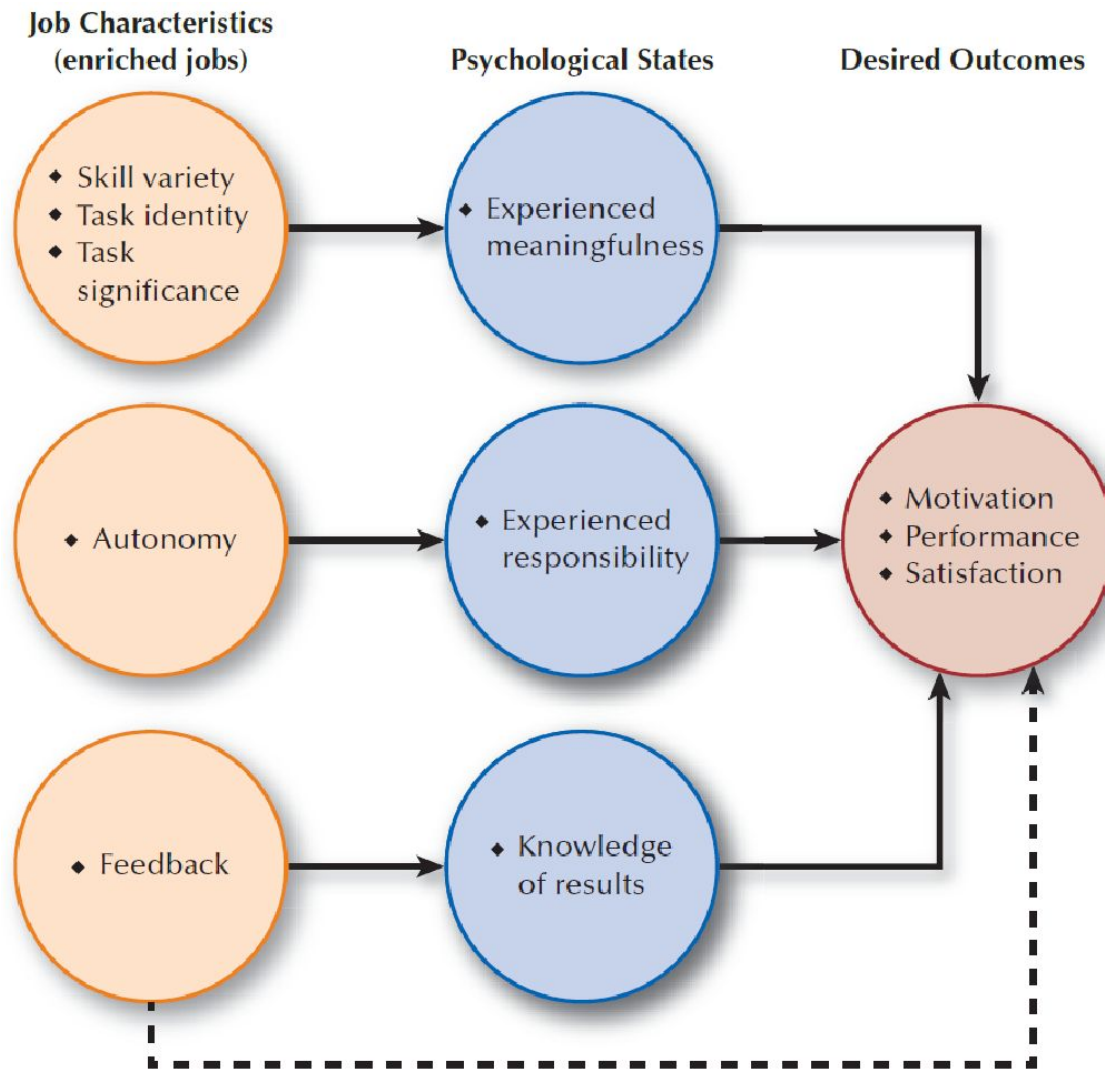 Job Characteristics
(enriched jobs)
Psychological States
Desired Outcomes
◆ Skill variety
◆ Task identity
◆ Task
significance
◆ Experienced
meaningfulness
◆ Autonomy
◆ Experienced
responsibility
◆ Motivation
◆ Performance
◆ Satisfaction
◆ Feedback
◆ Knowledge
of results